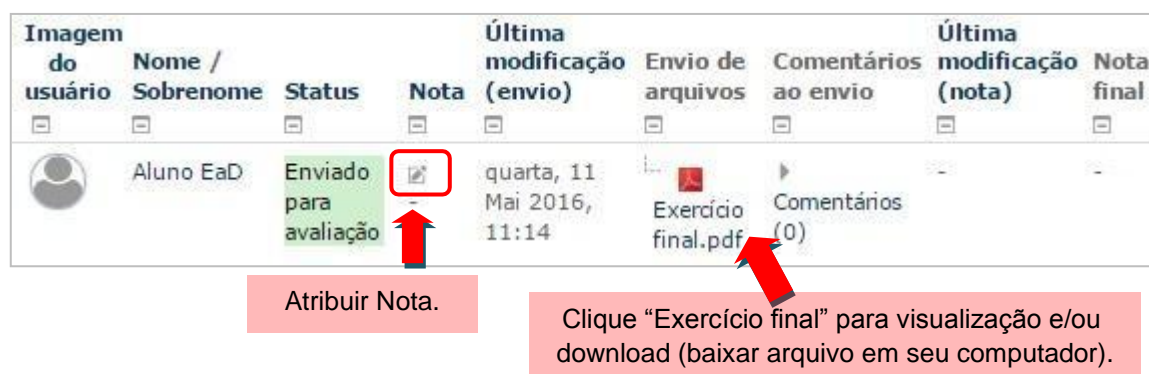 Imagem do usuário
Nome / Sobrenome
Status
Nota
Última modificação (envio)
Envio de arquivos
Comentários ao envio
Última modificação (nota)
Nota final
Aluno EaD
Enviado para avaliação
-
quarta, 11 Mai 2016, 11:14
Exercício final.pdf
Comentários (0)
-
-
Atribuir Nota.
Clique “Exercício final” para visualização e/ou
download (baixar arquivo em seu computador).